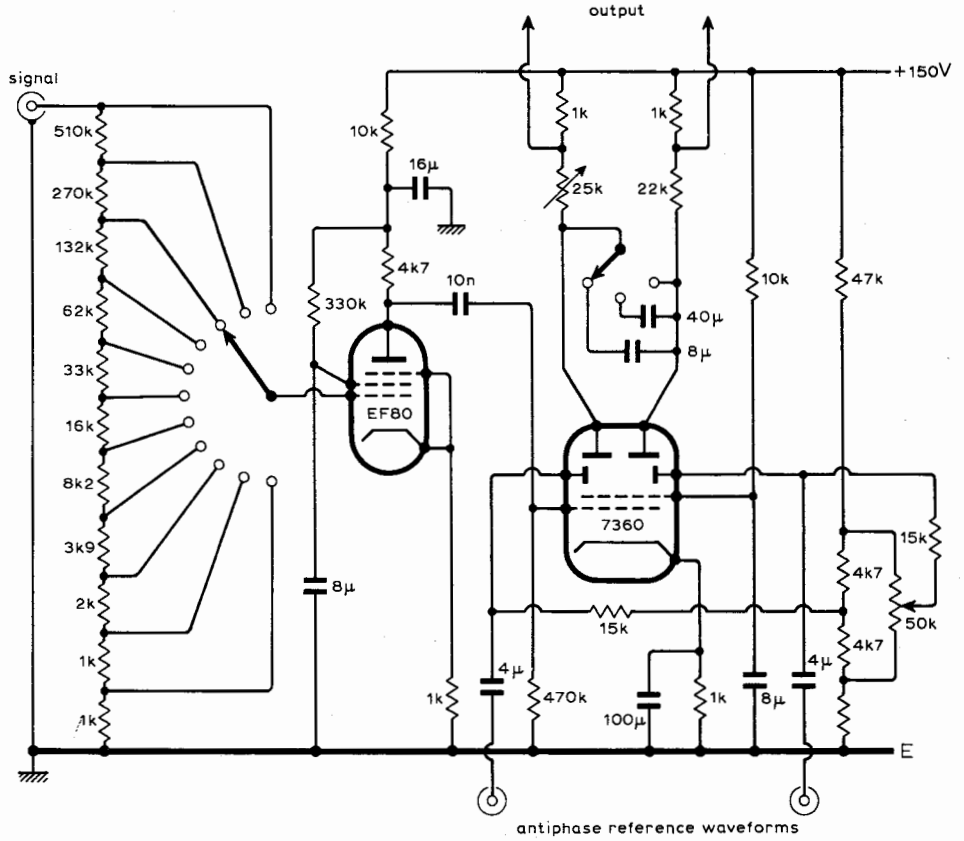 output
signal
+150V
510k
10k
1k
1k
16μ
270k
25k
22k
132k
4k7
10n
10k
47k
62k
330k
40μ
33k
8μ
EF80
16k
8k2
7360
3k9
15k
8μ
4k7
2k
15k
50k
4k7
1k
4μ
4μ
1k
470k
100μ
1k
8μ
1k
E
antiphase reference waveforms